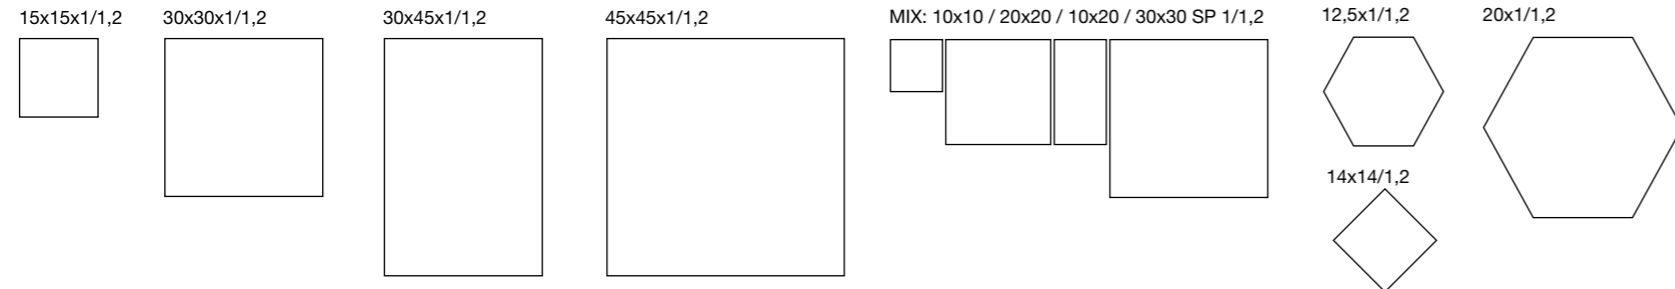 15x15x1/1,2
30x30x1/1,2
30x45x1/1,2
45x45x1/1,2
MIX: 10x10 / 20x20 / 10x20 / 30x30 SP 1/1,2
12,5x1/1,2
20x1/1,2
14x14/1,2